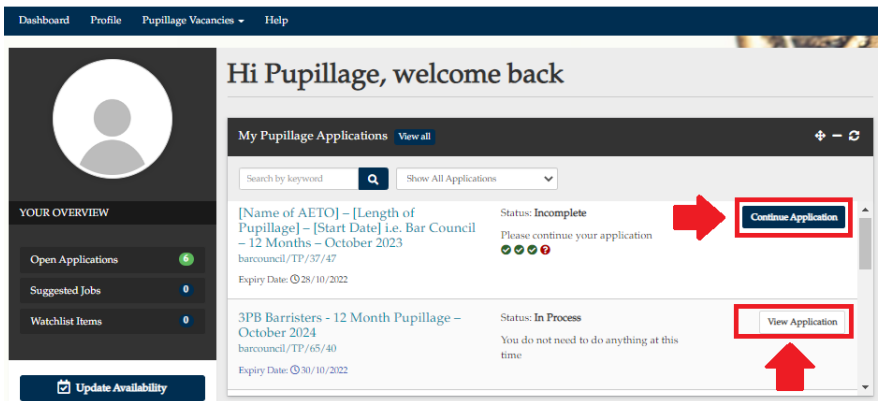 Dashboard Profile Pupillage Vacancies Help
Hi Pupillage, welcome back
My Pupillage Applications View all
Search by keyword Show All Applications
YOUR OVERVIEW
Open Applications 6
Suggested Jobs 0
Watchlist Items 0
Update Availability
[Name of AETO] – [Length of
Pupillage] – [Start Date] i.e. Bar Council
– 12 Months – October 2023
barcouncil/TP/37/47
Expiry Date: 28/10/2022
Status: Incomplete
Please continue your application
?
Continue Application
3PB Barristers - 12 Month Pupillage –
October 2024
barcouncil/TP/65/40
Expiry Date: 30/10/2022
Status: In Process
You do not need to do anything at this
time
View Application